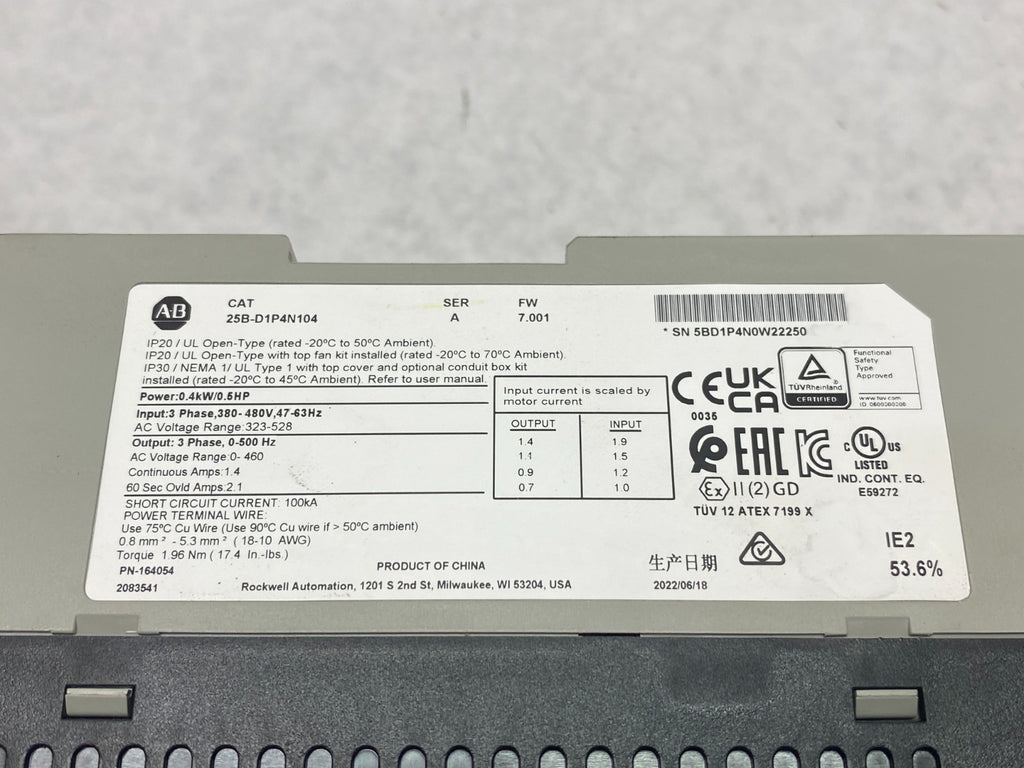 AB
CAT SER FW
25B-D1P4N104 A 7.001
* SN 5BD1P4N0W22250
IP20 / UL Open-Type (rated -20ºC to 50ºC Ambient).
IP20 / UL Open-Type with top fan kit installed (rated -20ºC to 70ºC Ambient).
IP30 / NEMA 1/ UL Type 1 with top cover and optional conduit box kit
installed (rated -20ºC to 45ºC Ambient). Refer to user manual.
Power:0.4kW/0.5HP
Input:3 Phase,380- 480V,47-63Hz
AC Voltage Range:323-528
Output: 3 Phase, 0-500 Hz
AC Voltage Range:0- 460
Continuous Amps:1.4
60 Sec Ovld Amps:2.1
SHORT CIRCUIT CURRENT: 100kA
POWER TERMINAL WIRE:
Use 75ºC Cu Wire (Use 90ºC Cu wire if > 50ºC ambient)
0.8 mm² - 5.3 mm² ( 18-10 AWG)
Torque 1.96 Nm ( 17.4 In.-lbs.)
PN-164054
2083541
PRODUCT OF CHINA
Rockwell Automation, 1201 S 2nd St, Milwaukee, WI 53204, USA
Input current is scaled by
motor current
OUTPUT INPUT
1.4 1.9
1.1 1.5
0.9 1.2
0.7 1.0
CE
0035
UK
CA
TÜVRheinland
CERTIFIED
Functional
Safety
Type
Approved
www.tuv.com
EAC
KC
c UL US
LISTED
IND. CONT. EQ.
E59272
Ex II (2) GD
TÜV 12 ATEX 7199 X
生产日期
2022/06/18
IE2
53.6%